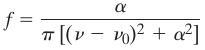 f = α / π [(ν − ν₀)² + α²]